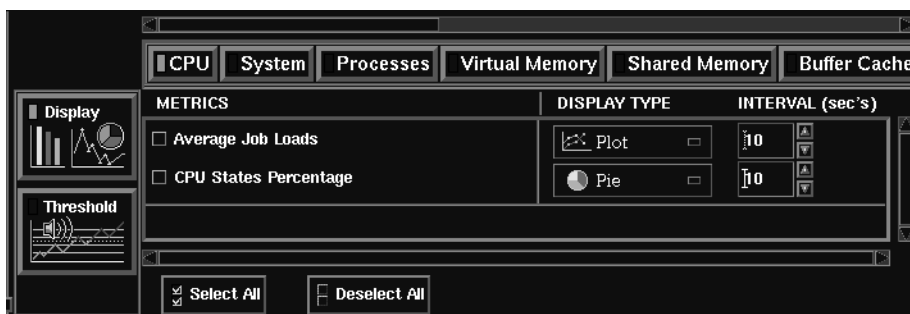 CPU System Processes Virtual Memory Shared Memory Buffer Cache
Display
METRICS DISPLAY TYPE INTERVAL (sec's)
Average Job Loads Plot 10
CPU States Percentage Pie 10
Threshold
Select All Deselect All